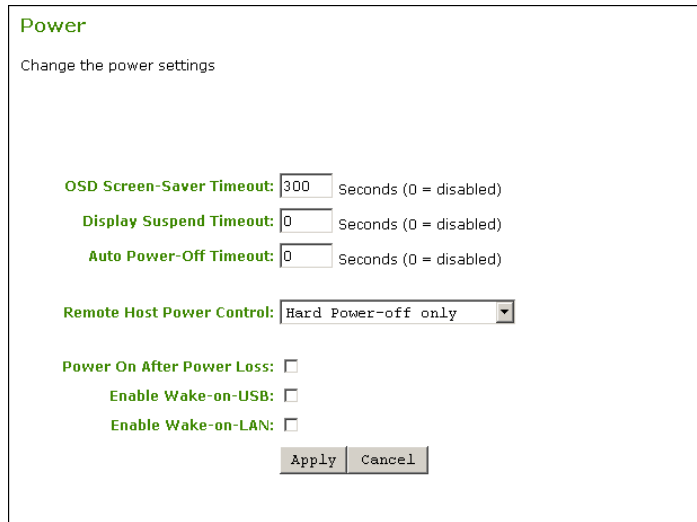 Power
Change the power settings
OSD Screen-Saver Timeout: 300 Seconds (0 = disabled)
Display Suspend Timeout: 0 Seconds (0 = disabled)
Auto Power-Off Timeout: 0 Seconds (0 = disabled)
Remote Host Power Control: Hard Power-off only
Power On After Power Loss:
Enable Wake-on-USB:
Enable Wake-on-LAN:
Apply Cancel